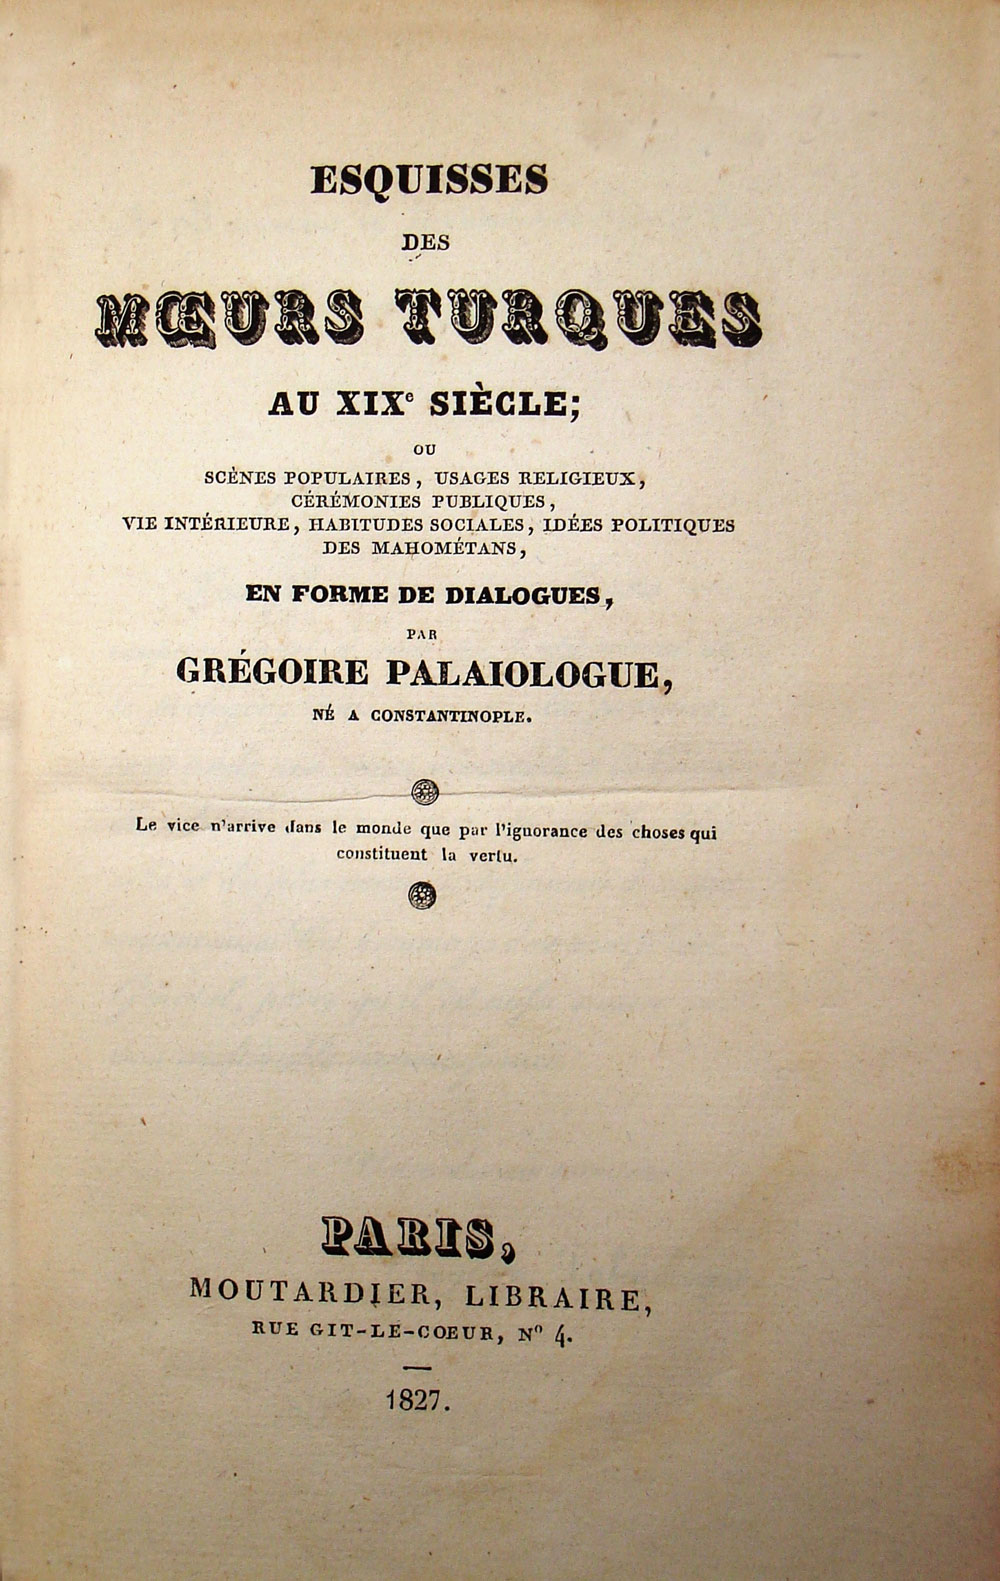 ESQUISSES
DES
MŒURS TURQUES
AU XIXe SIÈCLE;
OU
SCÈNES POPULAIRES, USAGES RELIGIEUX,
CÉRÉMONIES PUBLIQUES,
VIE INTÉRIEURE, HABITUDES SOCIALES, IDÉES POLITIQUES
DES MAHOMÉTANS,
EN FORME DE DIALOGUES,
PAR
GRÉGOIRE PALAIOLOGUE,
NÉ A CONSTANTINOPLE.
Le vice n'arrive dans le monde que par l'ignorance des choses qui
constituent la vertu.
PARIS,
MOUTARDIER, LIBRAIRE,
RUE GIT-LE-COEUR, No 4.
1827.